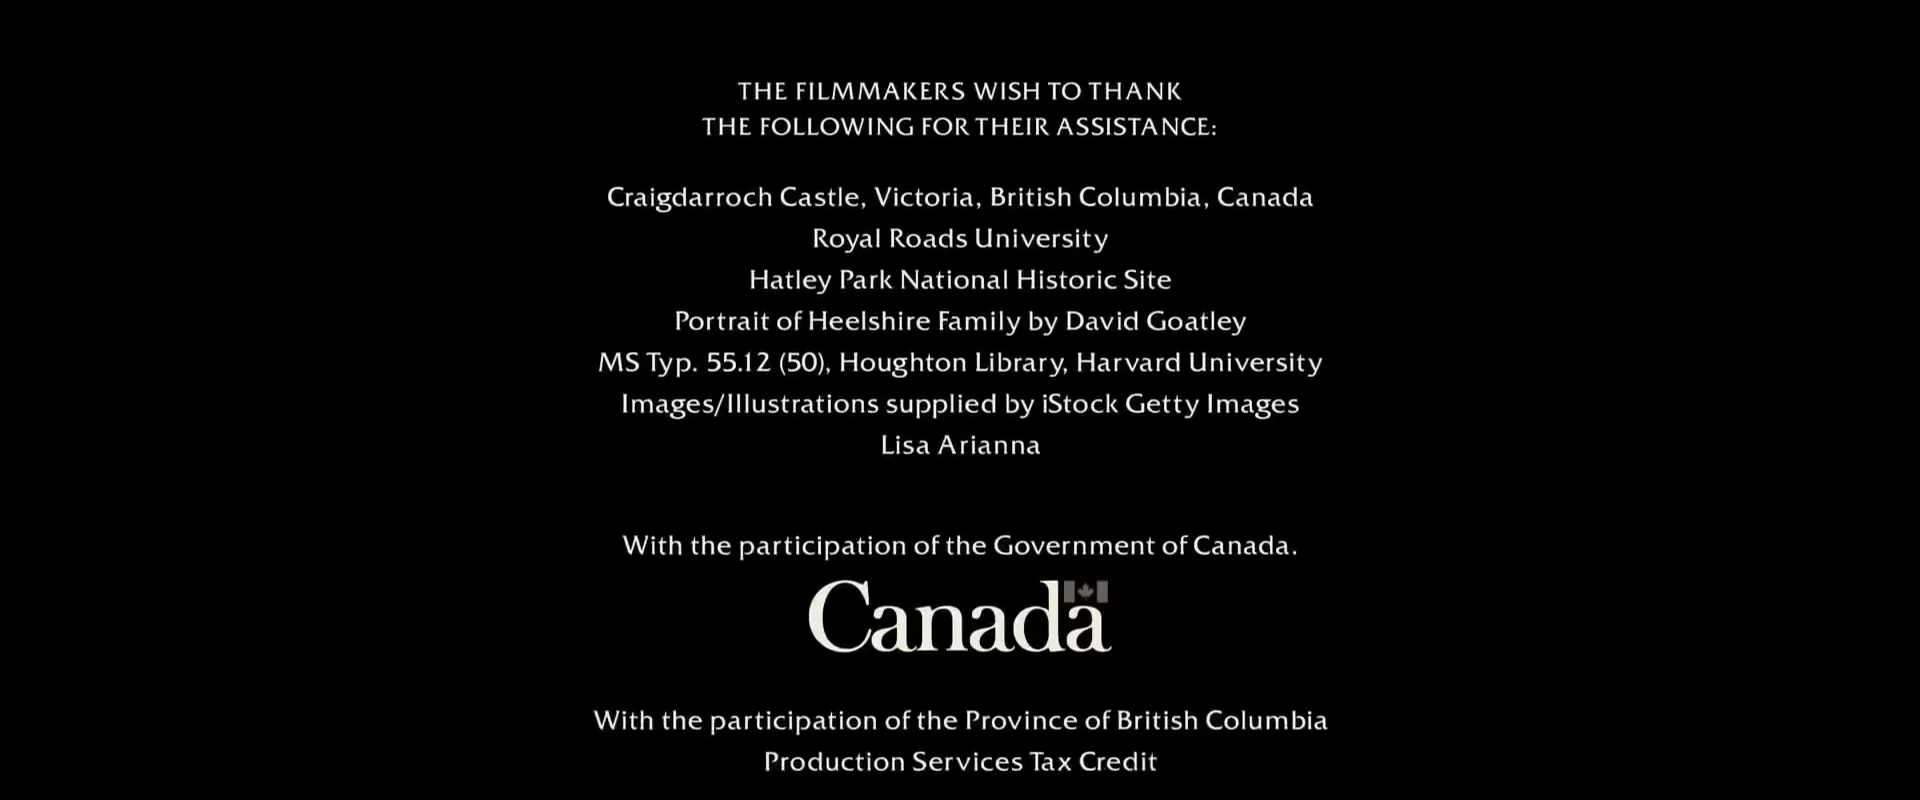 THE FILMMAKERS WISH TO THANK
THE FOLLOWING FOR THEIR ASSISTANCE:
Craigdarroch Castle, Victoria, British Columbia, Canada
Royal Roads University
Hatley Park National Historic Site
Portrait of Heelshire Family by David Goatley
MS Typ. 55.12 (50), Houghton Library, Harvard University
Images/Illustrations supplied by iStock Getty Images
Lisa Arianna
With the participation of the Government of Canada.
Canada
With the participation of the Province of British Columbia
Production Services Tax Credit